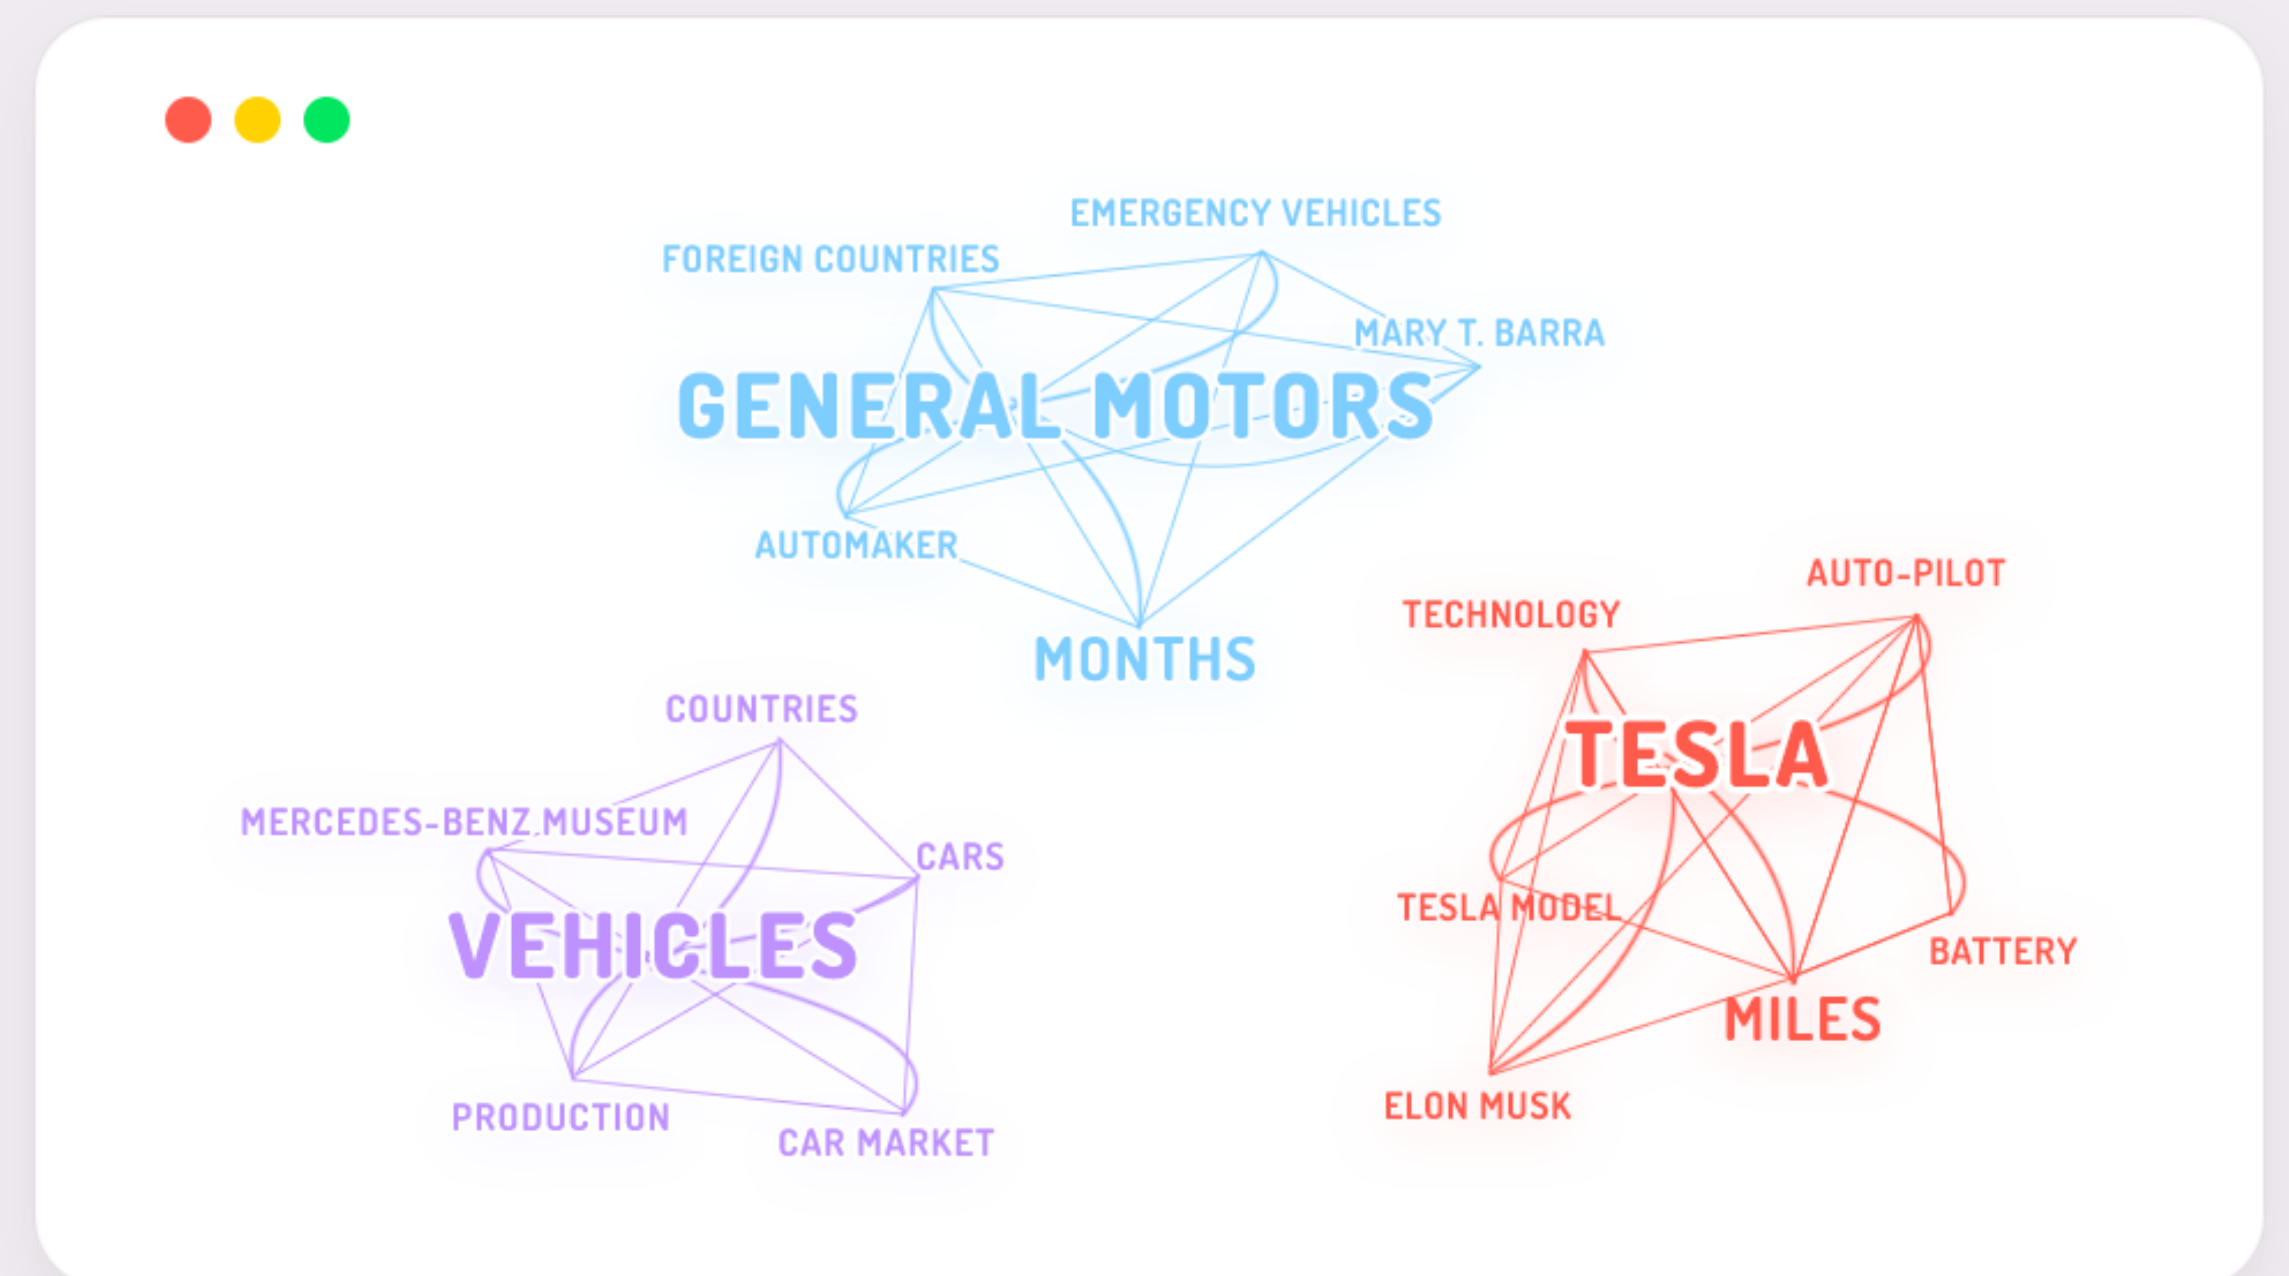 EMERGENCY VEHICLES
FOREIGN COUNTRIES
MARY T. BARRA
GENERAL MOTORS
AUTOMAKER
MONTHS
AUTO-PILOT
TECHNOLOGY
TESLA
TESLA MODEL
BATTERY
MILES
ELON MUSK
COUNTRIES
MERCEDES-BENZ MUSEUM
CARS
VEHICLES
PRODUCTION
CAR MARKET